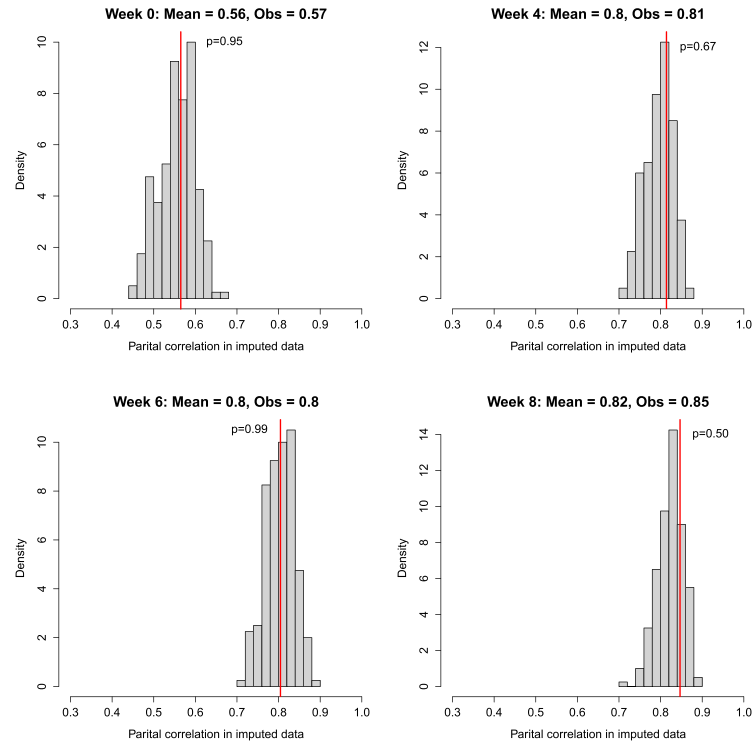 Week 0: Mean = 0.56, Obs = 0.57
p=0.95
Density
0 2 4 6 8 10
0.3 0.4 0.5 0.6 0.7 0.8 0.9 1.0
Parital correlation in imputed data
Week 4: Mean = 0.8, Obs = 0.81
p=0.67
Density
0 2 4 6 8 10 12
0.3 0.4 0.5 0.6 0.7 0.8 0.9 1.0
Parital correlation in imputed data
Week 6: Mean = 0.8, Obs = 0.8
p=0.99
Density
0 2 4 6 8 10
0.3 0.4 0.5 0.6 0.7 0.8 0.9 1.0
Parital correlation in imputed data
Week 8: Mean = 0.82, Obs = 0.85
p=0.50
Density
0 2 4 6 8 10 12 14
0.3 0.4 0.5 0.6 0.7 0.8 0.9 1.0
Parital correlation in imputed data